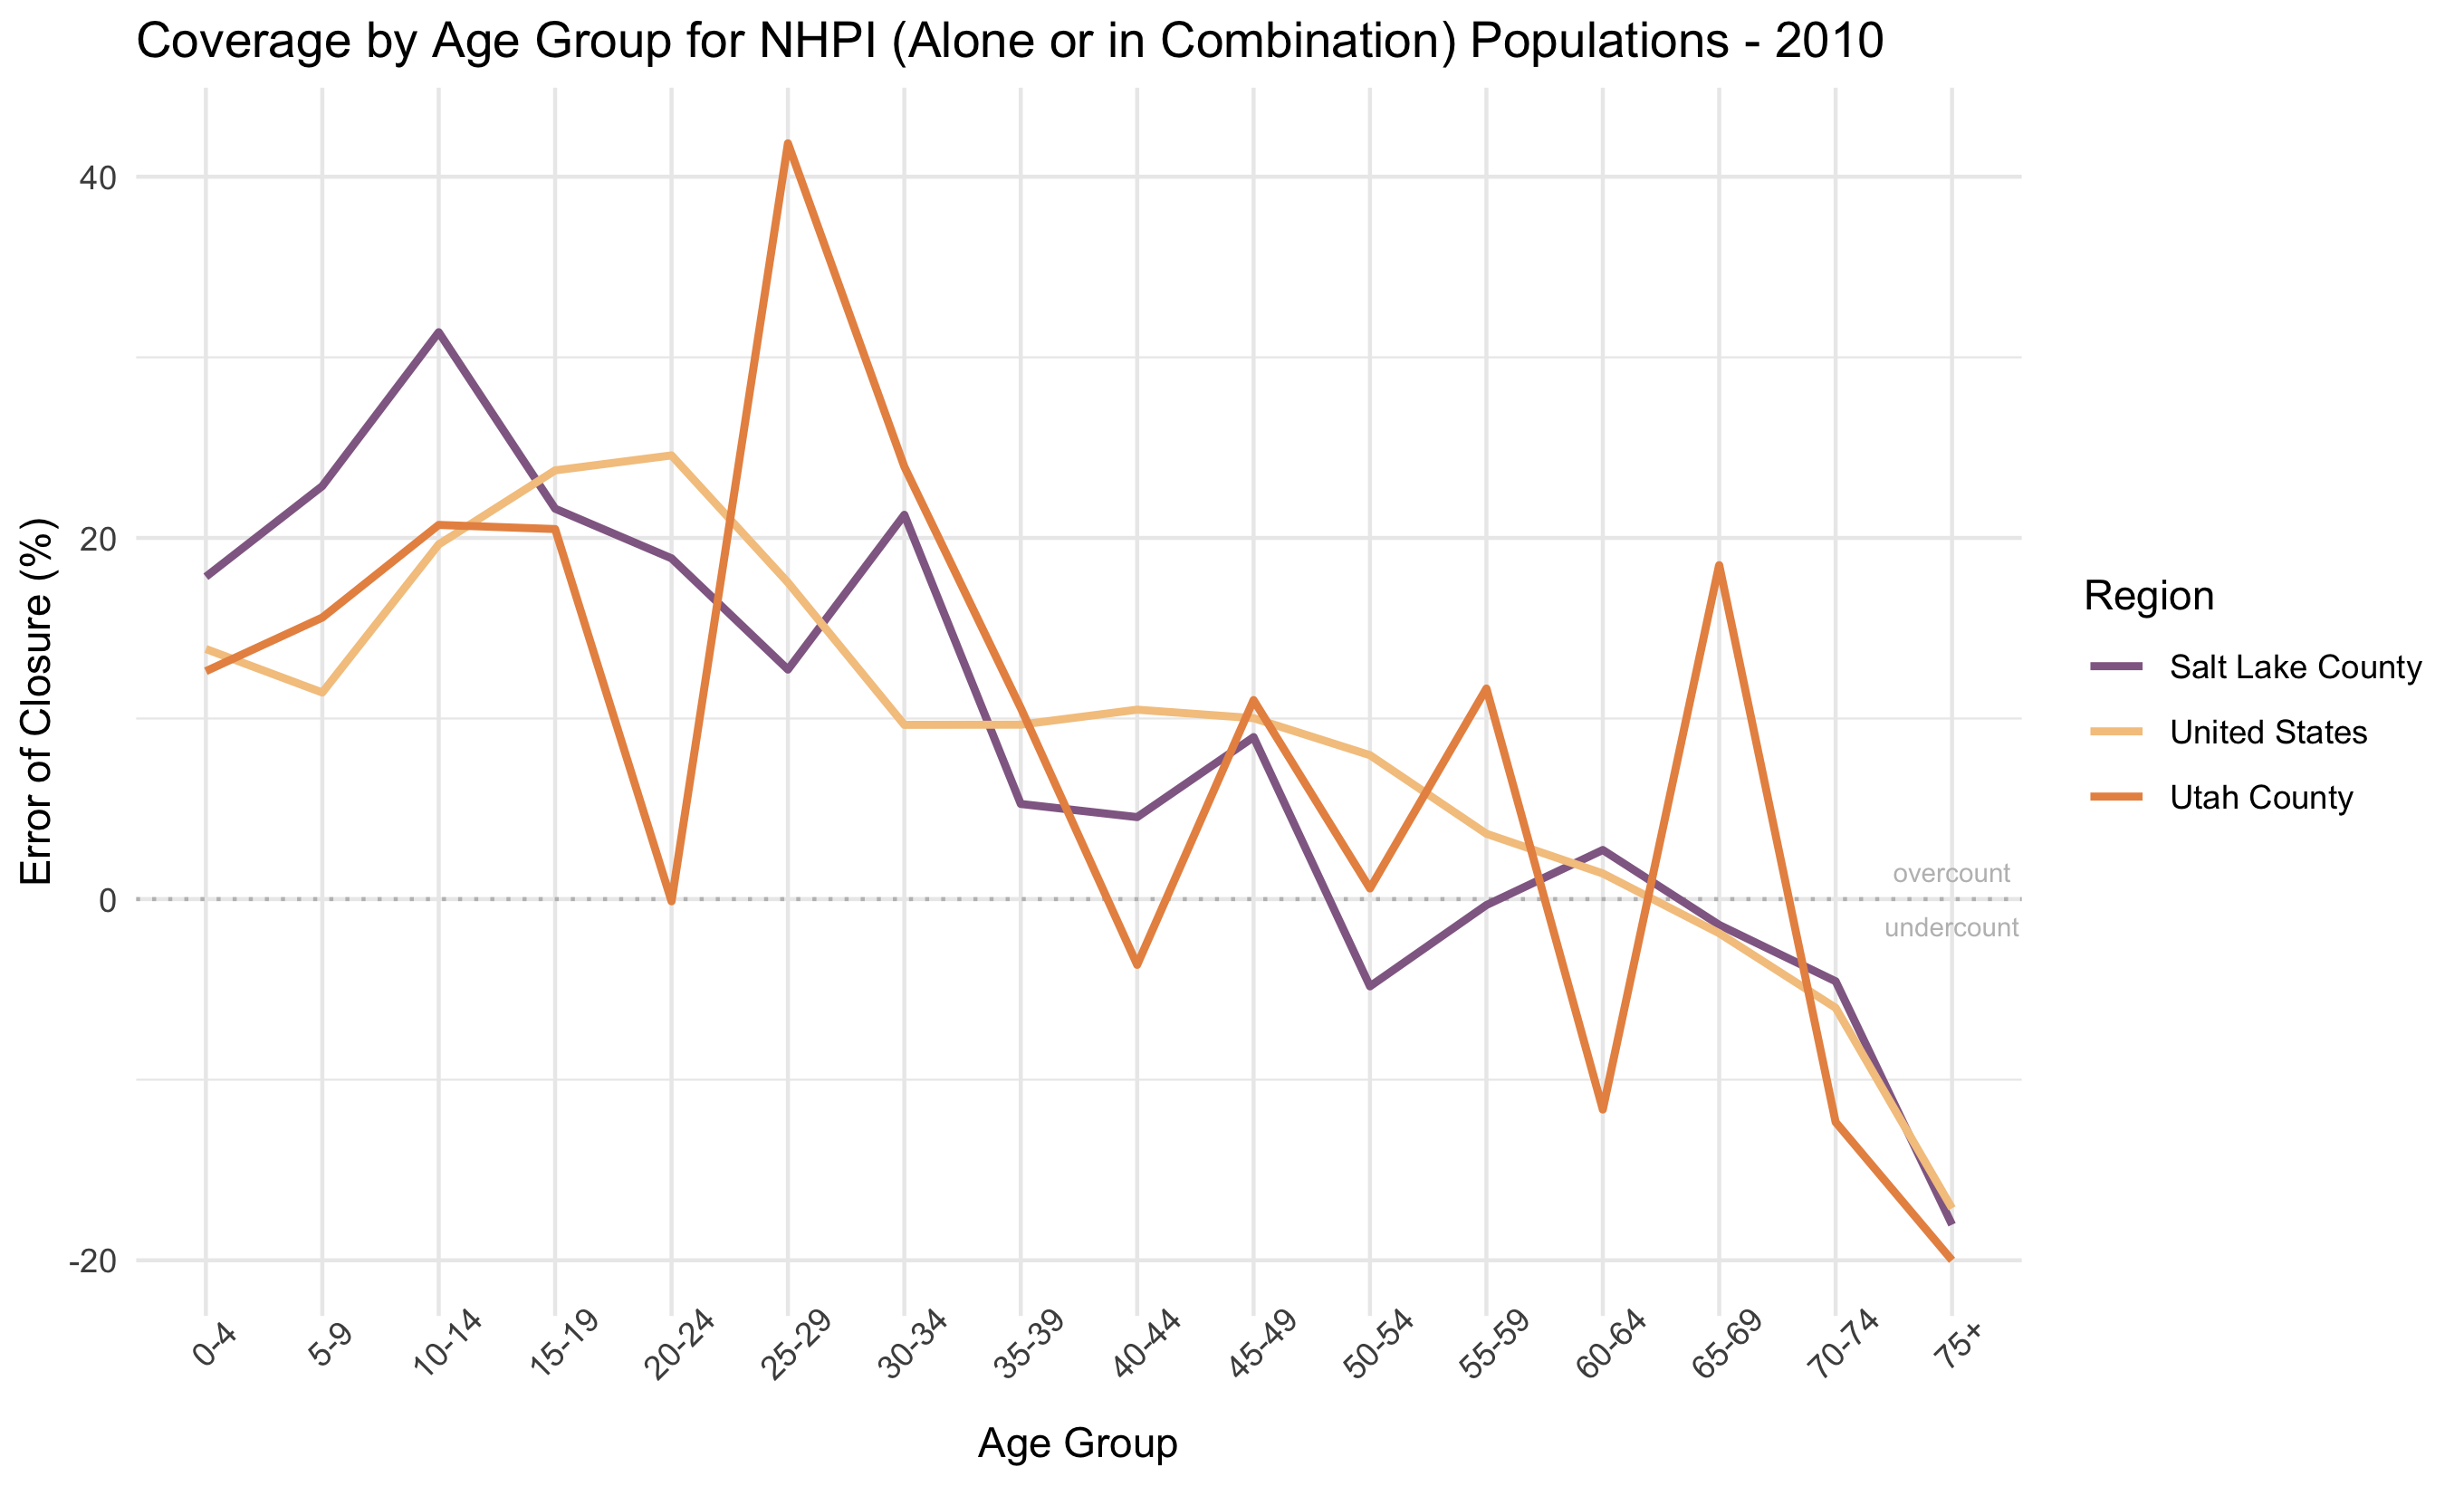 Coverage by Age Group for NHPI (Alone or in Combination) Populations - 2010
Error of Closure (%)
40
20
0
-20
overcount
undercount
0-4
5-9
10-14
15-19
20-24
25-29
30-34
35-39
40-44
45-49
50-54
55-59
60-64
65-69
70-74
75+
Age Group
Region
Salt Lake County
United States
Utah County